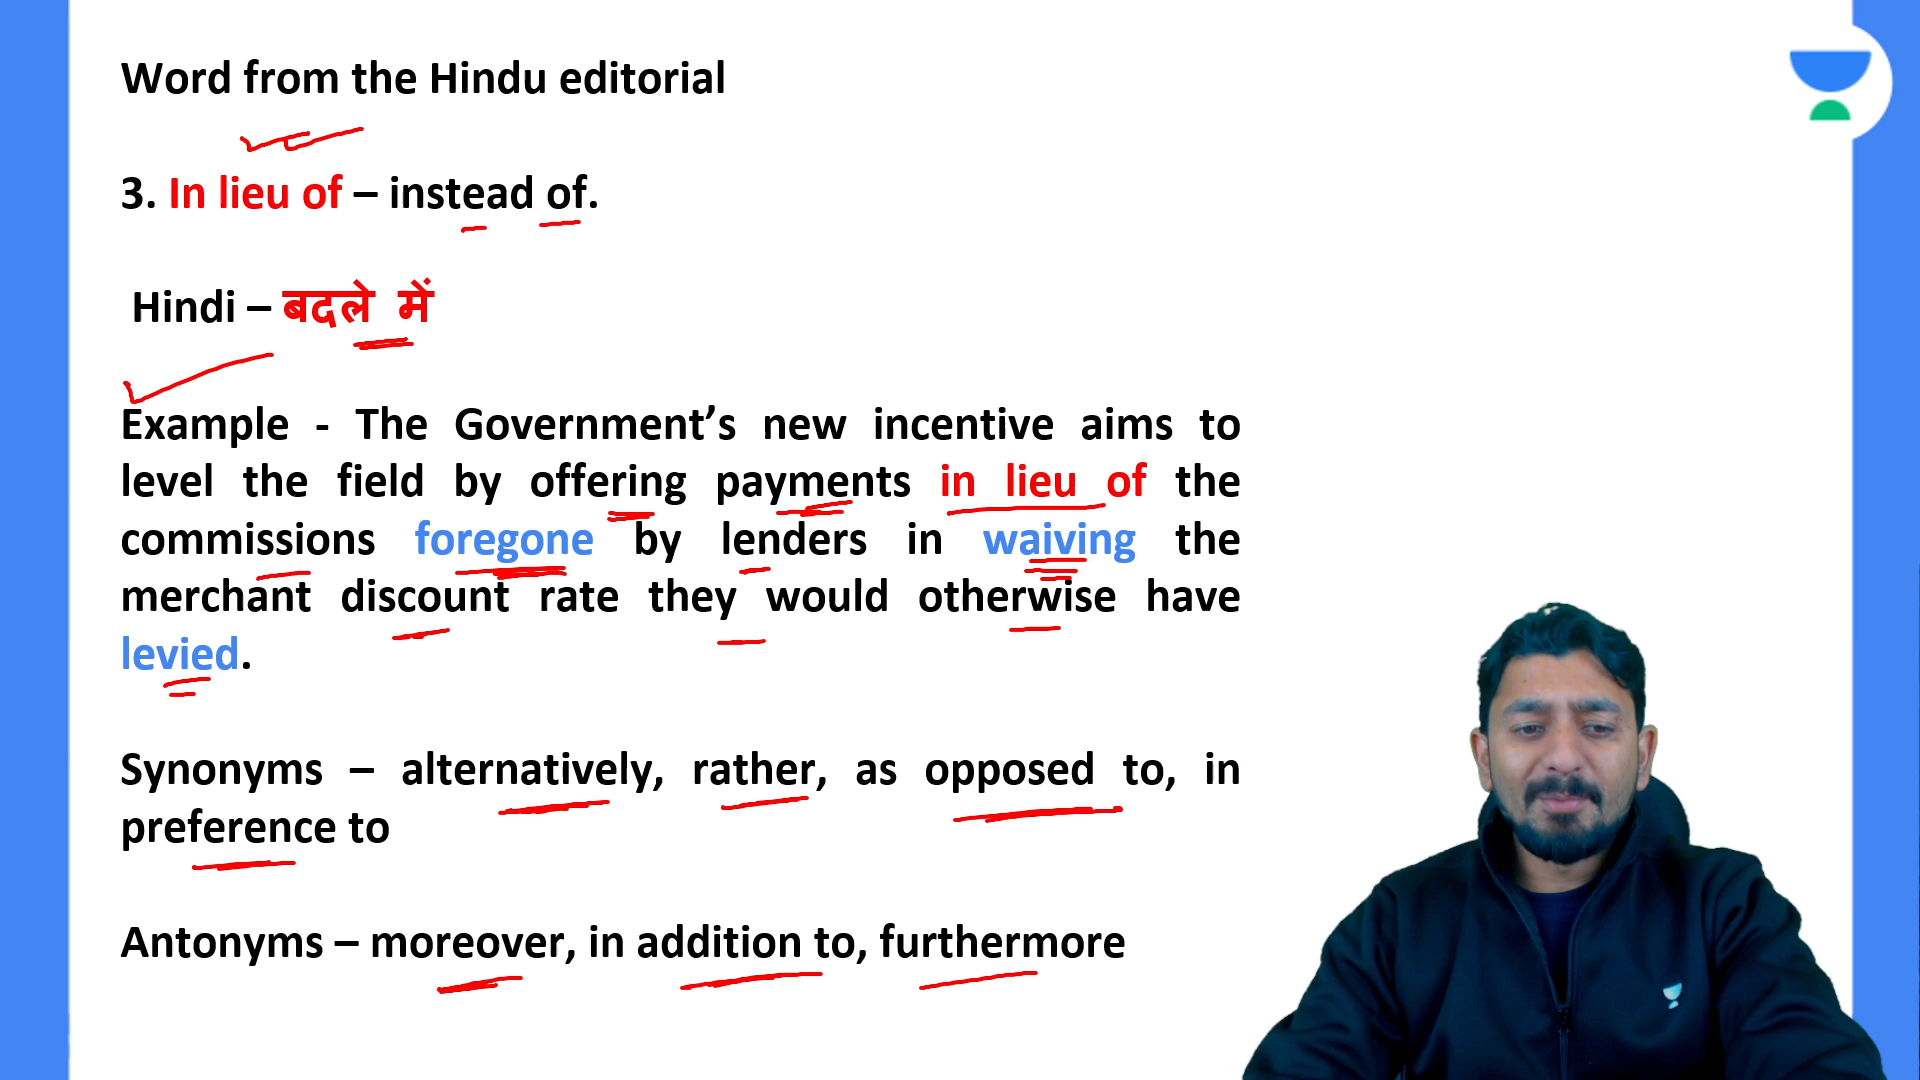 Word from the Hindu editorial
3. In lieu of – instead of.
Hindi – बदले में
Example - The Government’s new incentive aims to
level the field by offering payments in lieu of the
commissions foregone by lenders in waiving the
merchant discount rate they would otherwise have
levied.
Synonyms – alternatively, rather, as opposed to, in
preference to
Antonyms – moreover, in addition to, furthermore